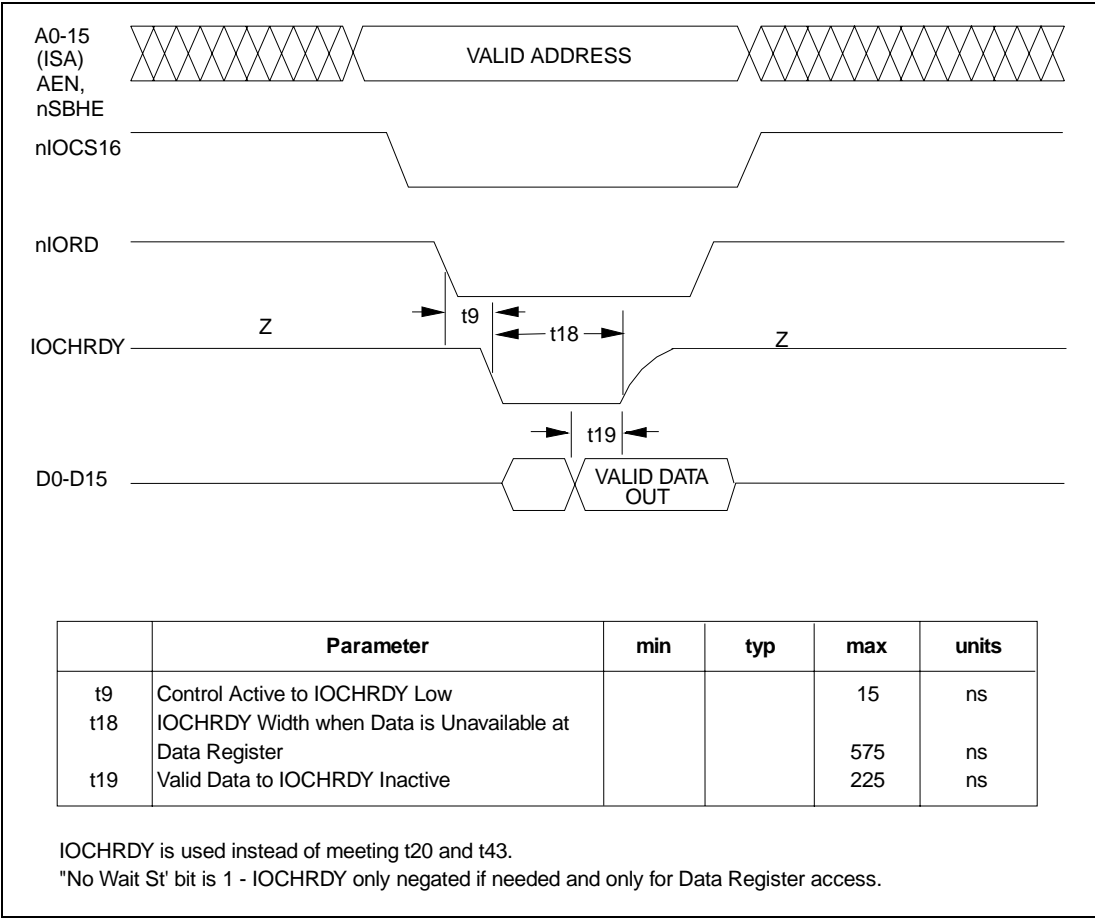 A0-15
(ISA)
AEN,
nSBHE
VALID ADDRESS
nIOCS16
nIORD
t9
t18
Z
Z
IOCHRDY
t19
D0-D15
VALID DATA
OUT
Parameter min typ max units
t9 Control Active to IOCHRDY Low 15 ns
t18 IOCHRDY Width when Data is Unavailable at
Data Register 575 ns
t19 Valid Data to IOCHRDY Inactive 225 ns
IOCHRDY is used instead of meeting t20 and t43.
"No Wait St' bit is 1 - IOCHRDY only negated if needed and only for Data Register access.